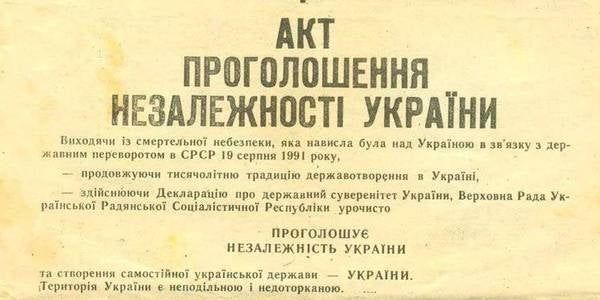 АКТ
ПРОГОЛОШЕННЯ
НЕЗАЛЕЖНОСТІ УКРАЇНИ
Виходячи із смертельної небезпеки, яка нависла була над Україною в зв'язку з дер-
жавним переворотом в СРСР 19 серпня 1991 року,
— продовжуючи тисячолітню традицію державотворення в Україні,
— здійснюючи Декларацію про державний суверенітет України, Верховна Рада Ук-
раїнської Радянської Соціалістичної Республіки урочисто
ПРОГОЛОШУЄ
НЕЗАЛЕЖНІСТЬ УКРАЇНИ
та створення самостійної української держави — УКРАЇНИ.
Територія України є неподільною і недоторканою.